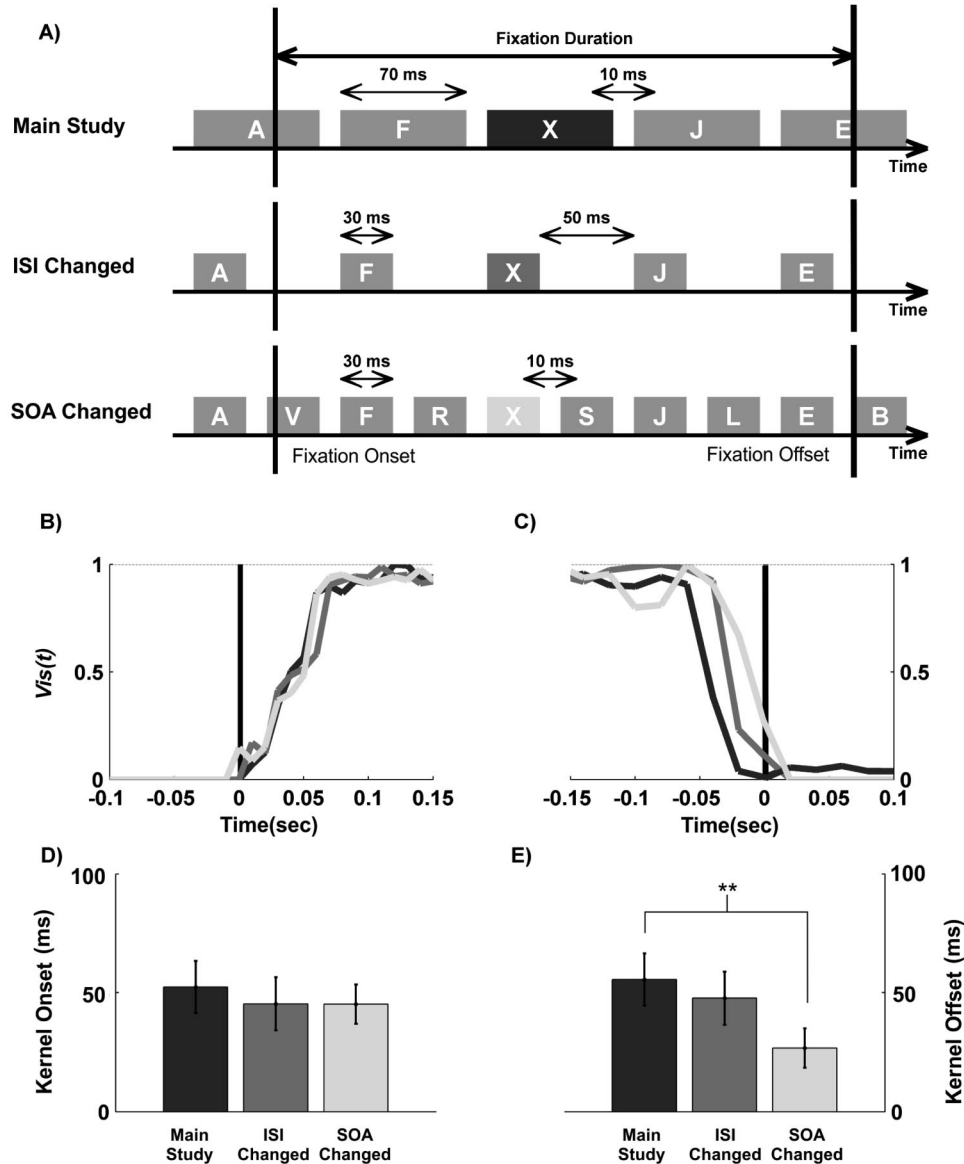 A)
Fixation Duration
70 ms
10 ms
Main Study
A F X J E
Time
30 ms
50 ms
ISI Changed
A F X J E
Time
30 ms
10 ms
SOA Changed
A V F R X S J L E B
Fixation Onset
Fixation Offset
Time
B)
Vis(t)
1
0.5
0
-0.1 -0.05 0 0.05 0.1 0.15
Time(sec)
C)
1
0.5
0
-0.15 -0.1 -0.05 0 0.05 0.1
Time(sec)
D)
Kernel Onset (ms)
100
50
0
Main Study
ISI Changed
SOA Changed
E)
**
100
50
0
Kernel Offset (ms)
Main Study
ISI Changed
SOA Changed